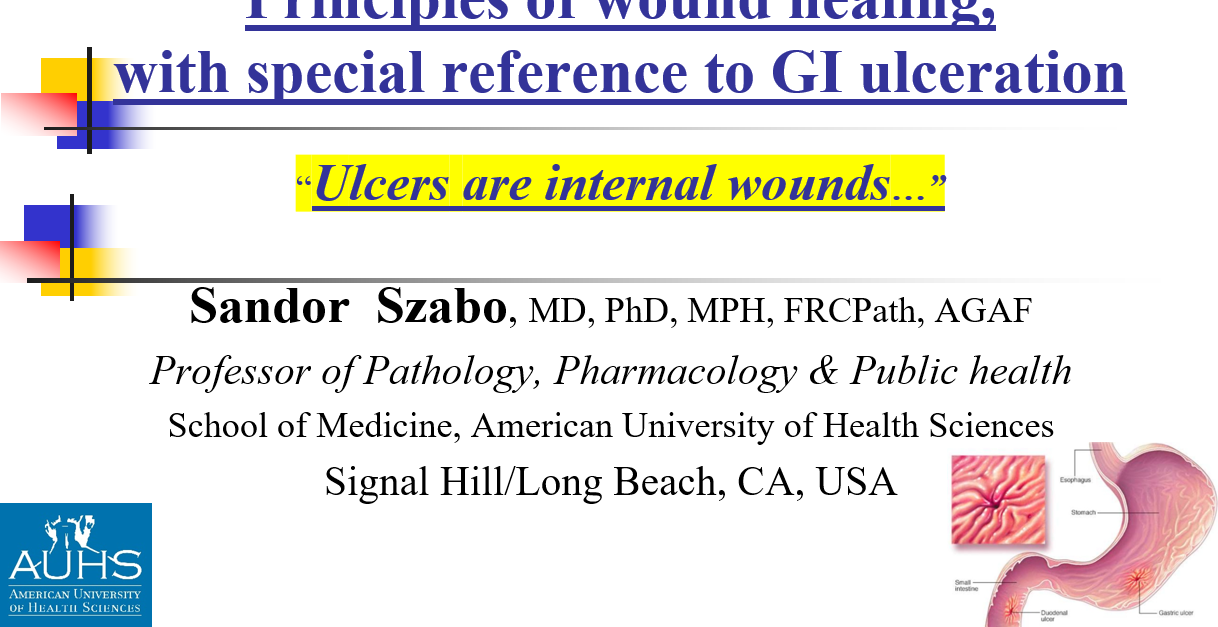 Principles of wound healing,
with special reference to GI ulceration
“Ulcers are internal wounds...”
Sandor Szabo, MD, PhD, MPH, FRCPath, AGAF
Professor of Pathology, Pharmacology & Public health
School of Medicine, American University of Health Sciences
Signal Hill/Long Beach, CA, USA
Esophagus
Stomach
Small
intestine
Duodenal
ulcer
Gastric ulcer
AUHS
AMERICAN UNIVERSITY
OF HEALTH SCIENCES